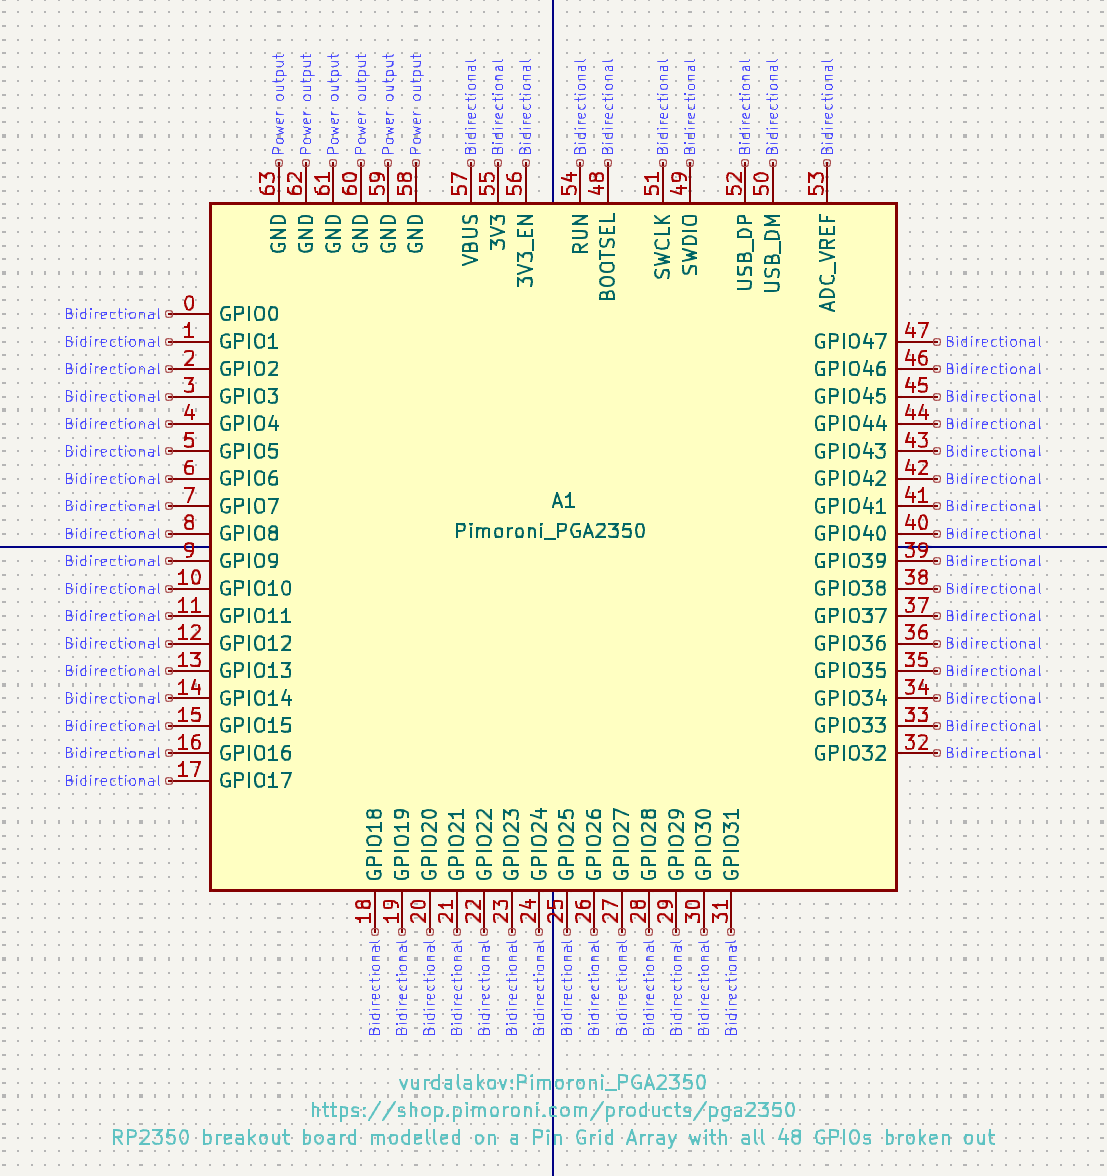 Power output
Power output
Power output
Power output
Power output
Power output
Bidirectional
Bidirectional
Bidirectional
Bidirectional
Bidirectional
Bidirectional
Bidirectional
Bidirectional
Bidirectional
Bidirectional
63 62 61 60 59 58 57 55 56 54 48 51 49 52 50 53
GND GND GND GND GND GND VBUS 3V3 3V3_EN RUN BOOTSEL SWCLK SWDIO USB_DP USB_DM ADC_VREF
Bidirectional 0 GPIO0
Bidirectional 1 GPIO1 GPIO47 47 Bidirectional
Bidirectional 2 GPIO2 GPIO46 46 Bidirectional
Bidirectional 3 GPIO3 GPIO45 45 Bidirectional
Bidirectional 4 GPIO4 GPIO44 44 Bidirectional
Bidirectional 5 GPIO5 GPIO43 43 Bidirectional
Bidirectional 6 GPIO6 GPIO42 42 Bidirectional
Bidirectional 7 GPIO7 GPIO41 41 Bidirectional
A1
Bidirectional 8 GPIO8 Pimoroni_PGA2350 GPIO40 40 Bidirectional
Bidirectional 9 GPIO9 GPIO39 39 Bidirectional
Bidirectional 10 GPIO10 GPIO38 38 Bidirectional
Bidirectional 11 GPIO11 GPIO37 37 Bidirectional
Bidirectional 12 GPIO12 GPIO36 36 Bidirectional
Bidirectional 13 GPIO13 GPIO35 35 Bidirectional
Bidirectional 14 GPIO14 GPIO34 34 Bidirectional
Bidirectional 15 GPIO15 GPIO33 33 Bidirectional
Bidirectional 16 GPIO16 GPIO32 32 Bidirectional
Bidirectional 17 GPIO17
GPIO18 GPIO19 GPIO20 GPIO21 GPIO22 GPIO23 GPIO24 GPIO25 GPIO26 GPIO27 GPIO28 GPIO29 GPIO30 GPIO31
18 19 20 21 22 23 24 25 26 27 28 29 30 31
Bidirectional
Bidirectional
Bidirectional
Bidirectional
Bidirectional
Bidirectional
Bidirectional
Bidirectional
Bidirectional
Bidirectional
Bidirectional
Bidirectional
Bidirectional
Bidirectional
vurdalakov:Pimoroni_PGA2350
https://shop.pimoroni.com/products/pga2350
RP2350 breakout board modelled on a Pin Grid Array with all 48 GPIOs broken out